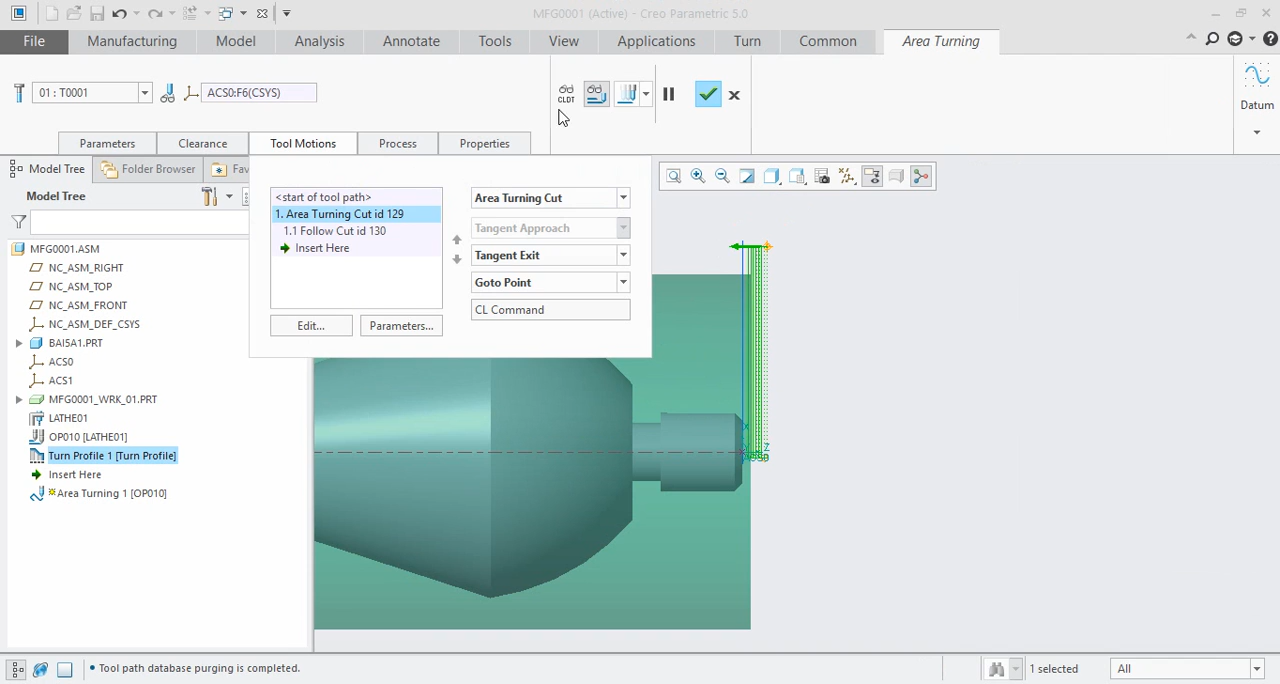 MFG0001 (Active) - Creo Parametric 5.0
File Manufacturing Model Analysis Annotate Tools View Applications Turn Common Area Turning
01 : T0001 ACS0:F6(CSYS) CLDT Datum
Parameters Clearance Tool Motions Process Properties
Model Tree Folder Browser Fav
Model Tree
<start of tool path>
1. Area Turning Cut id 129
1.1 Follow Cut id 130
Insert Here
Edit... Parameters...
Area Turning Cut
Tangent Approach
Tangent Exit
Goto Point
CL Command
MFG0001.ASM
NC_ASM_RIGHT
NC_ASM_TOP
NC_ASM_FRONT
NC_ASM_DEF_CSYS
BAI5A1.PRT
ACS0
ACS1
MFG0001_WRK_01.PRT
LATHE01
OP010 [LATHE01]
Turn Profile 1 [Turn Profile]
Insert Here
Area Turning 1 [OP010]
Tool path database purging is completed. 1 selected All